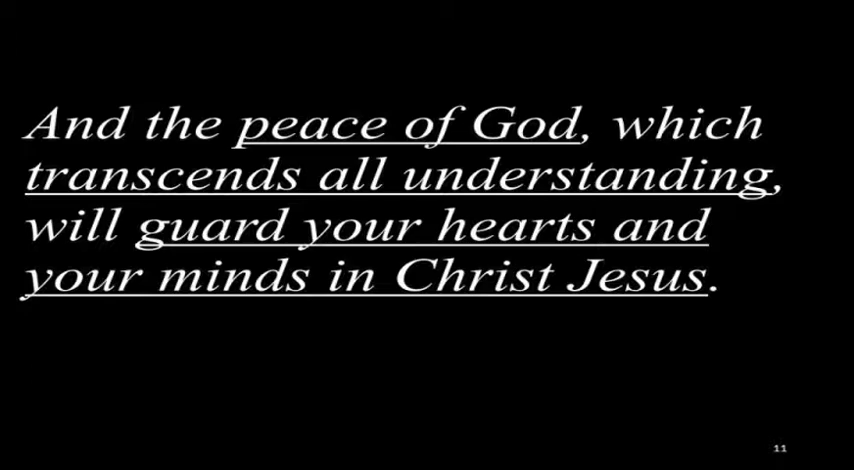 And the peace of God, which
transcends all understanding,
will guard your hearts and
your minds in Christ Jesus.
11